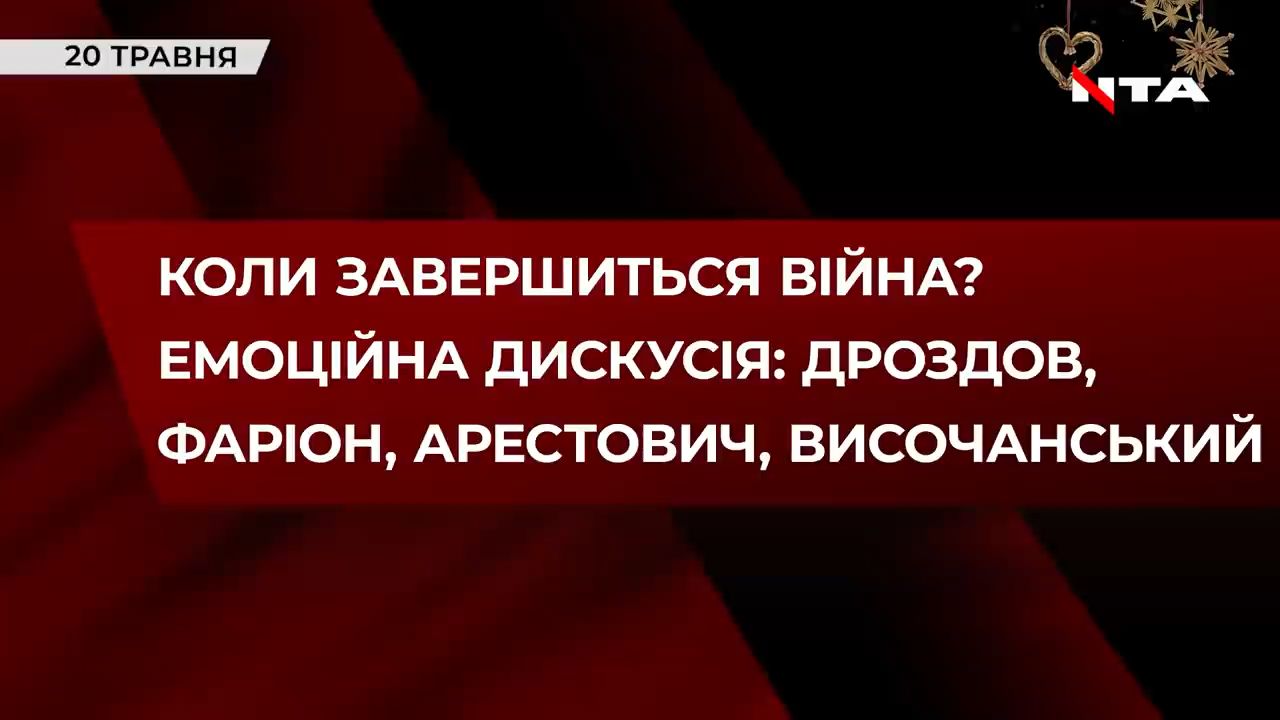 20 ТРАВНЯ
NTA
КОЛИ ЗАВЕРШИТЬСЯ ВІЙНА?
ЕМОЦІЙНА ДИСКУСІЯ: ДРОЗДОВ,
ФАРІОН, АРЕСТОВИЧ, ВИСОЧАНСЬКИЙ